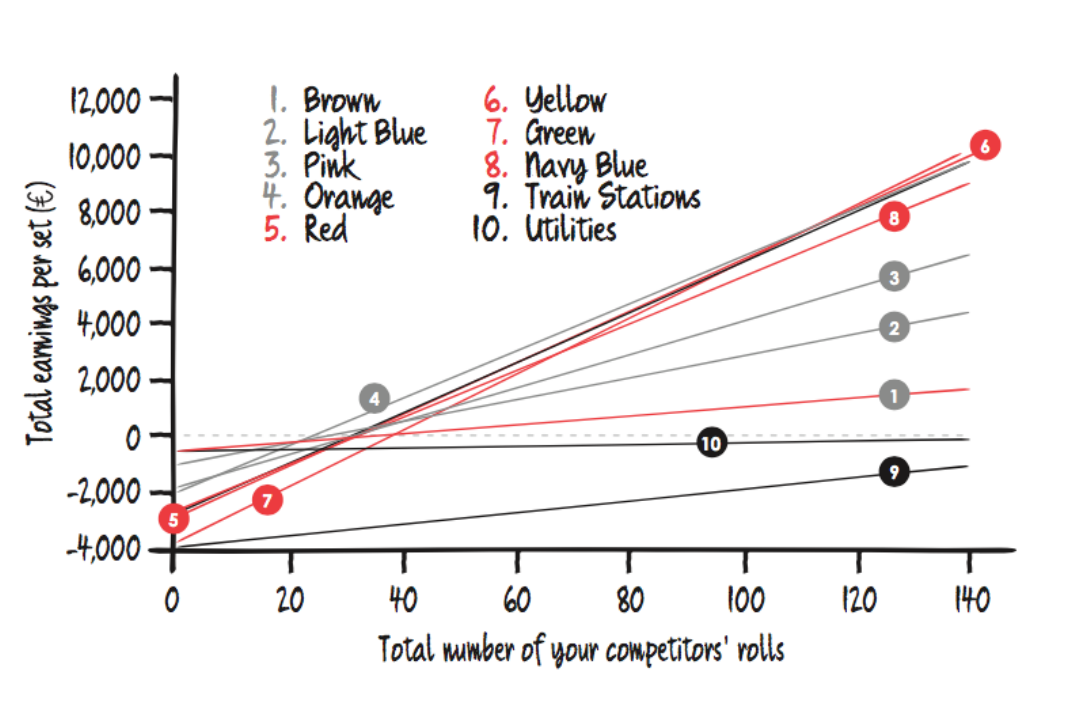 12,000
10,000
8,000
6,000
4,000
2,000
0
-2,000
-4,000
Total earnings per set (€)
1. Brown
2. Light Blue
3. Pink
4. Orange
5. Red
6. Yellow
7. Green
8. Navy Blue
9. Train Stations
10. Utilities
6
8
3
2
4
1
10
9
7
5
0 20 40 60 80 100 120 140
Total number of your competitors' rolls